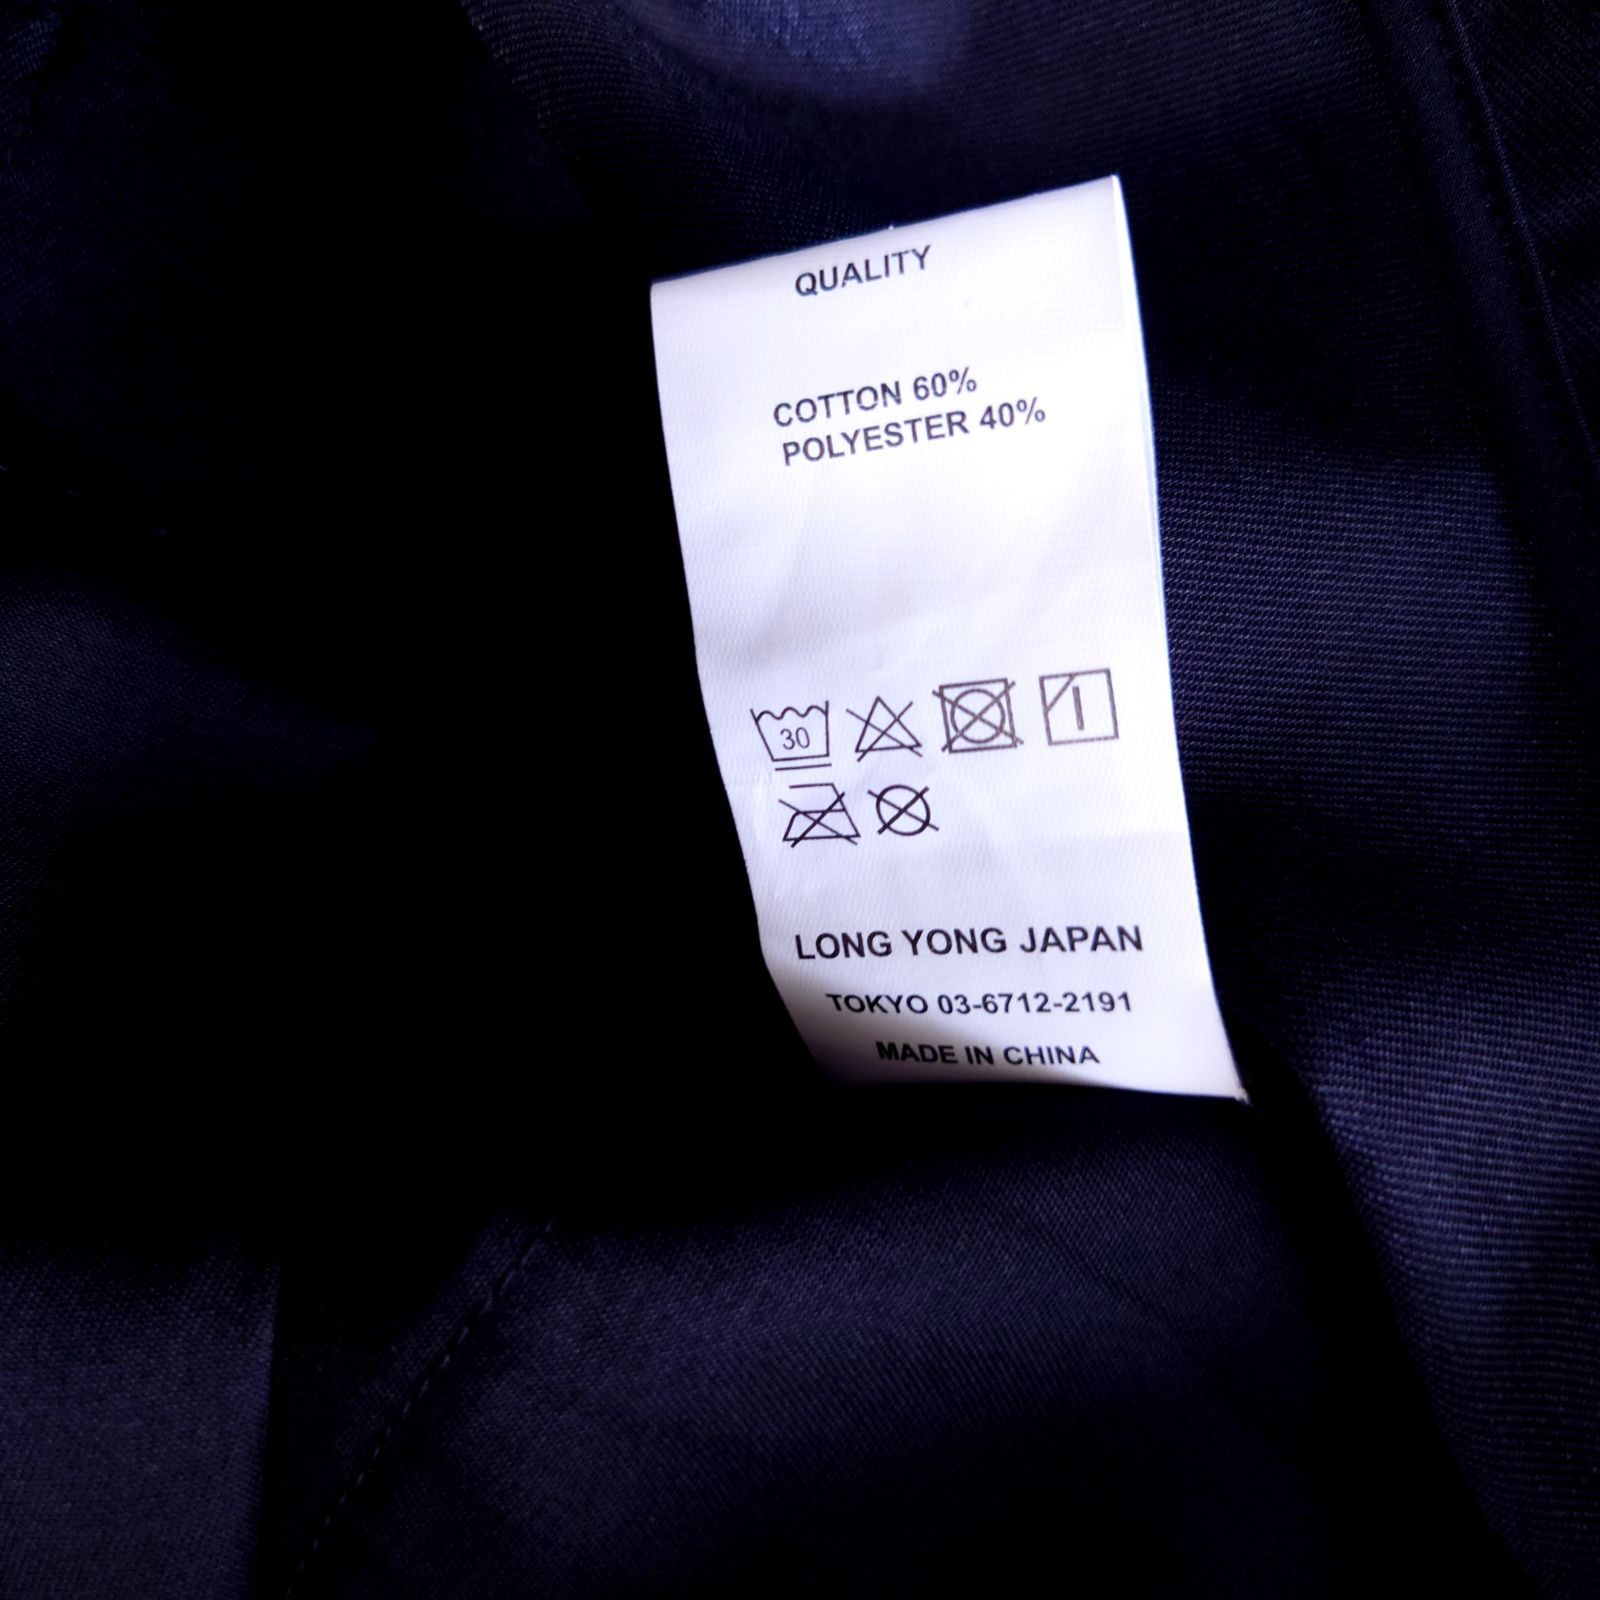 QUALITY
COTTON 60%
POLYESTER 40%
30
LONG YONG JAPAN
TOKYO 03-6712-2191
MADE IN CHINA